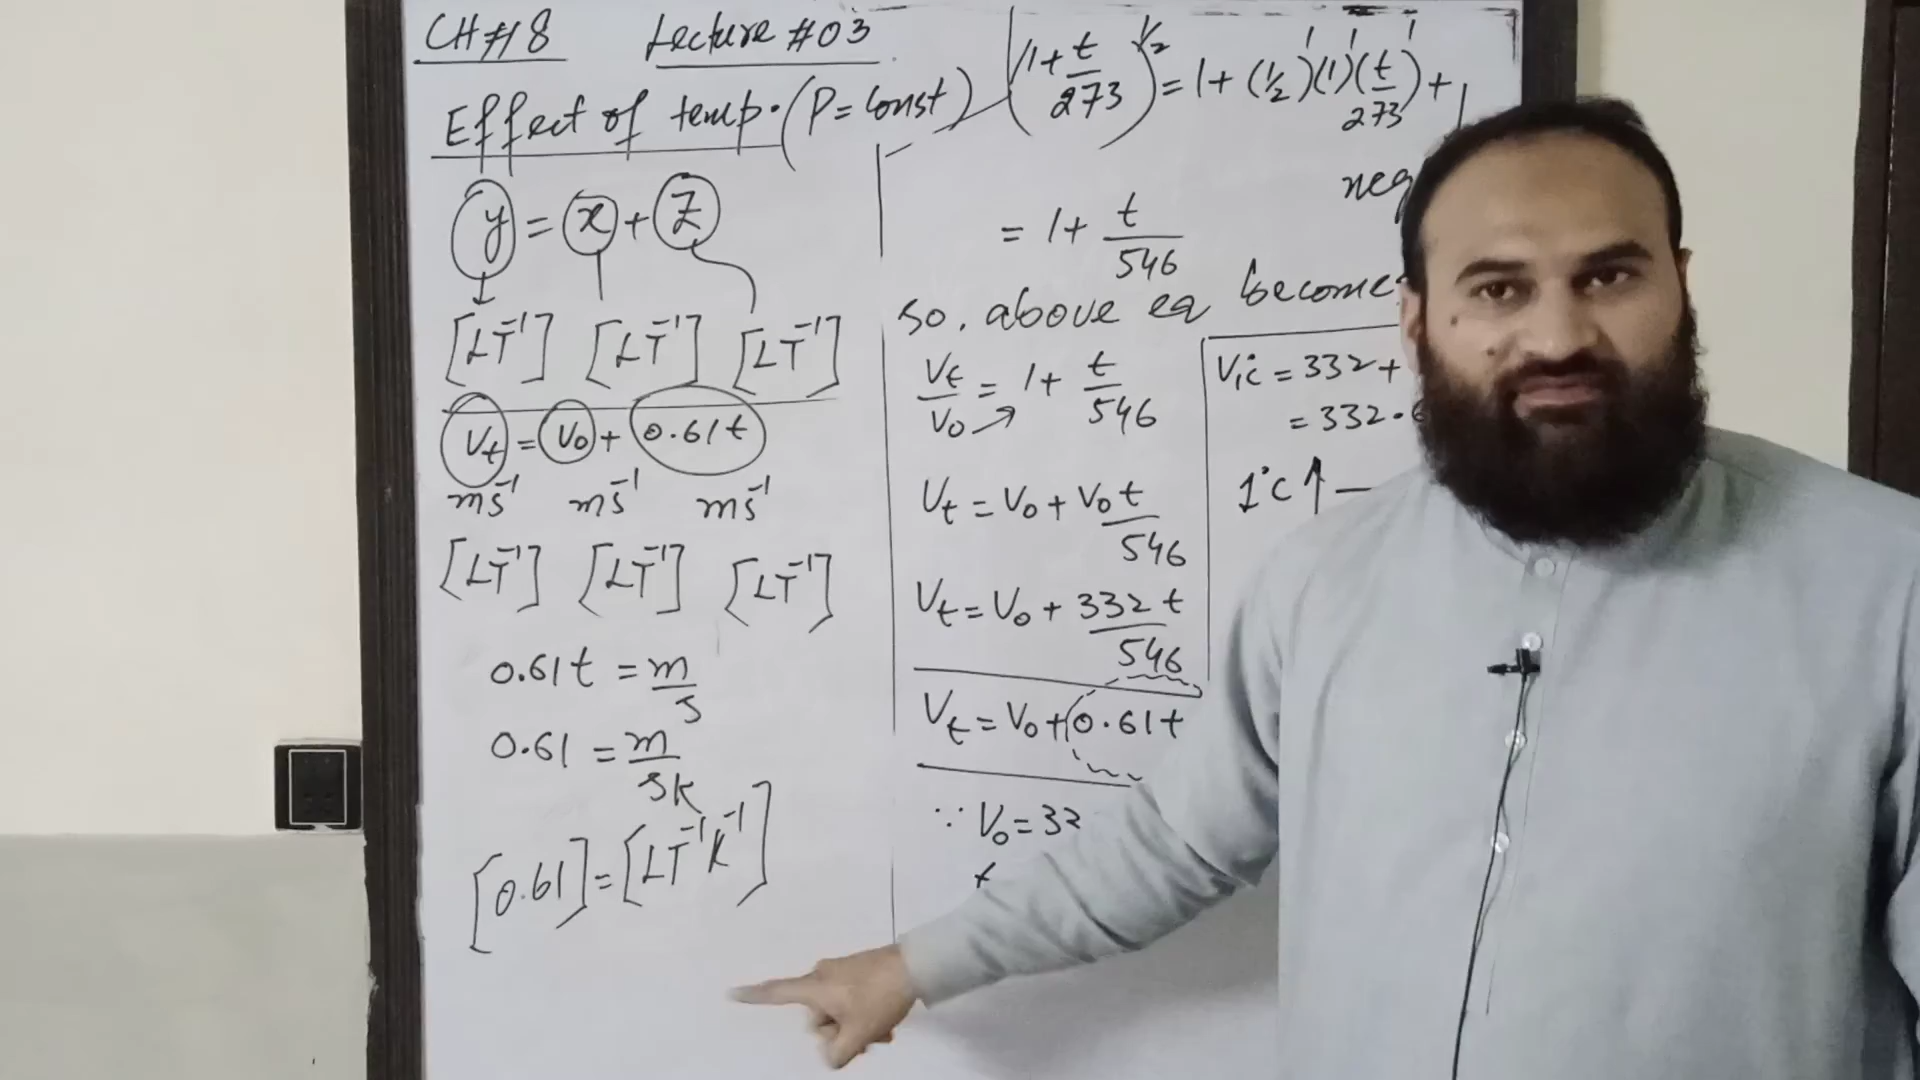 CH#18 Lecture #03
Effect of temp. (P=Const)
y = x + Z
[LT⁻¹] [LT⁻¹] [LT⁻¹]
Vt = V₀ + 0.61t
ms⁻¹ ms⁻¹ ms⁻¹
[LT⁻¹] [LT⁻¹] [LT⁻¹]
0.61t = m/s
0.61 = m/sK
[0.61] = [LT⁻¹K⁻¹]
(1+t/273)^½ = 1+(½)(1)(t/273)+
= 1+ t/546
so, above eq become
Vt/V₀ = 1+ t/546
Vt = V₀ + V₀t/546
Vt = V₀ + 332t/546
Vt = V₀ + 0.61t
∵ V₀ = 33
V₁°c = 332 +
= 332.6
1°C ↑ —